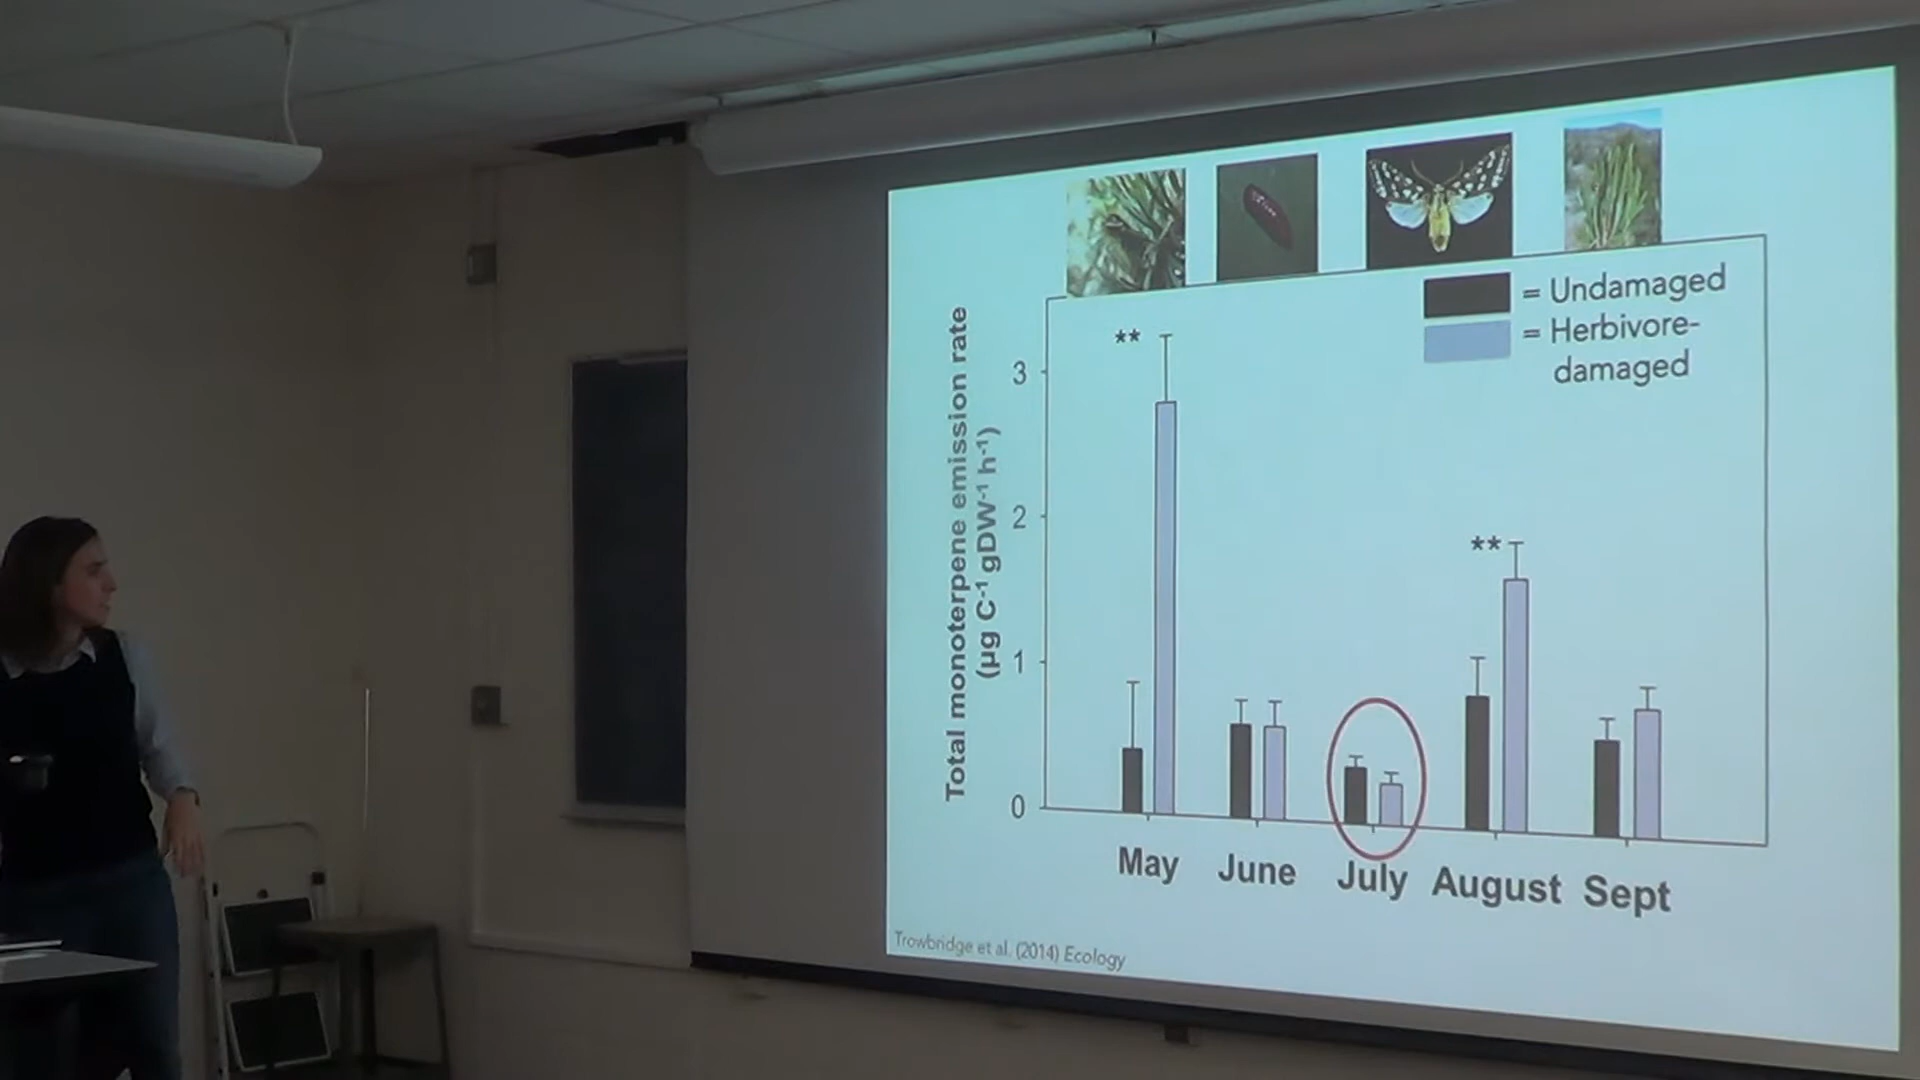 = Undamaged
= Herbivore-
damaged
Total monoterpene emission rate
(µg C⁻¹ gDW⁻¹ h⁻¹)
**
**
3
2
1
0
May June July August Sept
Trowbridge et al. (2014) Ecology